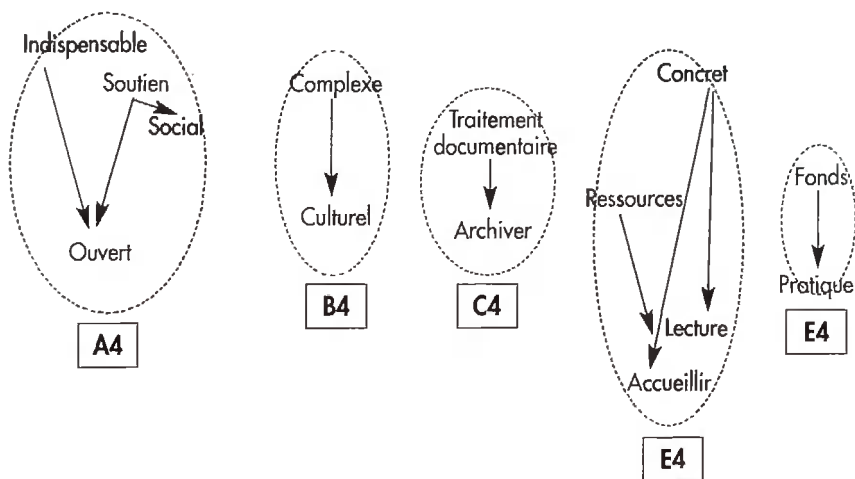 Indispensable
Soutien
Social
Ouvert
A4
Complexe
Culturel
B4
Traitement
documentaire
Archiver
C4
Concret
Ressources
Lecture
Accueillir
E4
Fonds
Pratique
E4